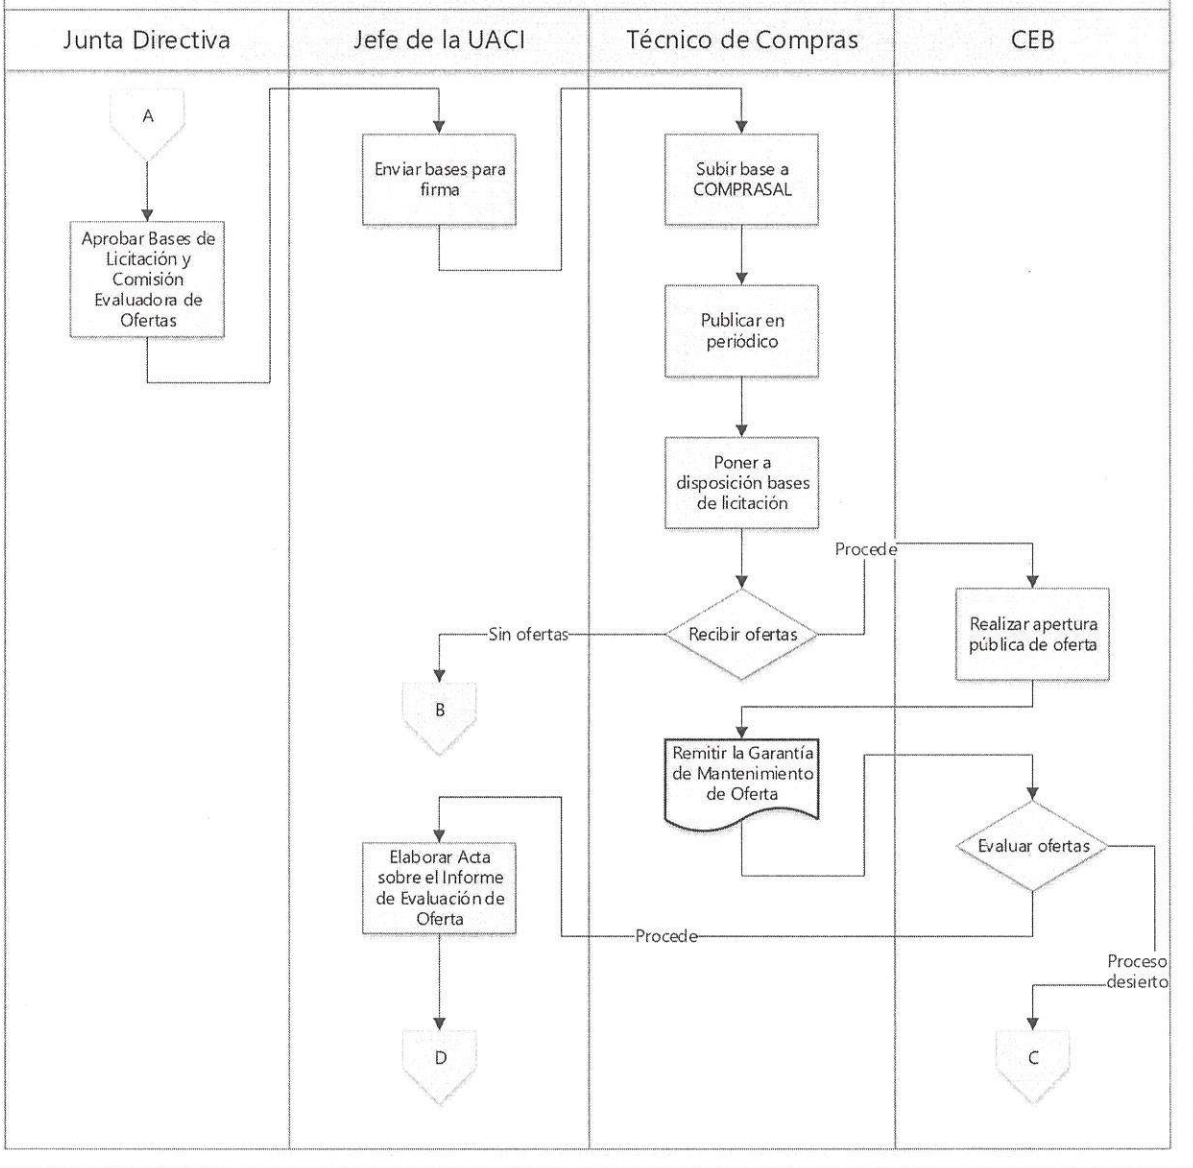 Junta Directiva
Jefe de la UACI
Técnico de Compras
CEB
A
Aprobar Bases de
Licitación y
Comisión
Evaluadora de
Ofertas
Enviar bases para
firma
Subir base a
COMPRASAL
Publicar en
periódico
Poner a
disposición bases
de licitación
Recibir ofertas
Sin ofertas
B
Procede
Realizar apertura
pública de oferta
Remitir la Garantía
de Mantenimiento
de Oferta
Evaluar ofertas
Procede
Elaborar Acta
sobre el Informe
de Evaluación de
Oferta
D
Proceso
desierto
C